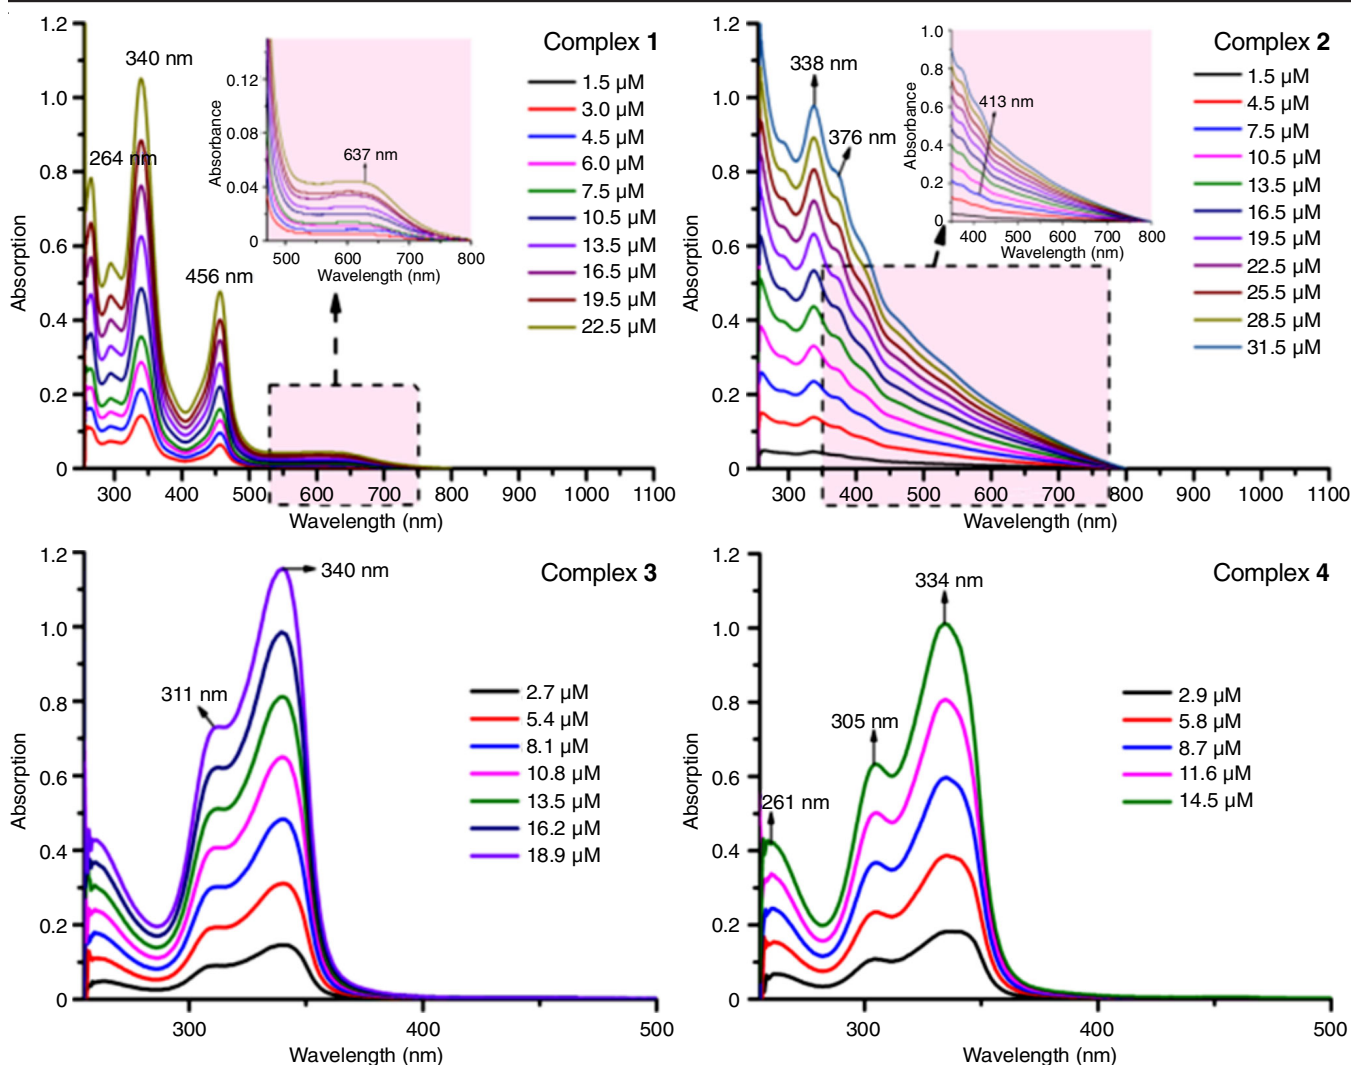 Complex 1
1.2
1.0
0.8
0.6
0.4
0.2
0
Absorption
300 400 500 600 700 800 900 1000 1100
Wavelength (nm)
264 nm
340 nm
456 nm
1.5 µM
3.0 µM
4.5 µM
6.0 µM
7.5 µM
10.5 µM
13.5 µM
16.5 µM
19.5 µM
22.5 µM
0.12
0.08
0.04
0
Absorbance
637 nm
500 600 700 800
Wavelength (nm)
Complex 2
1.2
1.0
0.8
0.6
0.4
0.2
0
Absorption
300 400 500 600 700 800 900 1000 1100
Wavelength (nm)
338 nm
376 nm
1.5 µM
4.5 µM
7.5 µM
10.5 µM
13.5 µM
16.5 µM
19.5 µM
22.5 µM
25.5 µM
28.5 µM
31.5 µM
1.0
0.8
0.6
0.4
0.2
0
Absorbance
413 nm
400 500 600 700 800
Wavelength (nm)
Complex 3
1.2
1.0
0.8
0.6
0.4
0.2
0
Absorption
300 400 500
Wavelength (nm)
311 nm
340 nm
2.7 µM
5.4 µM
8.1 µM
10.8 µM
13.5 µM
16.2 µM
18.9 µM
Complex 4
1.2
1.0
0.8
0.6
0.4
0.2
0
Absorption
300 400 500
Wavelength (nm)
261 nm
305 nm
334 nm
2.9 µM
5.8 µM
8.7 µM
11.6 µM
14.5 µM